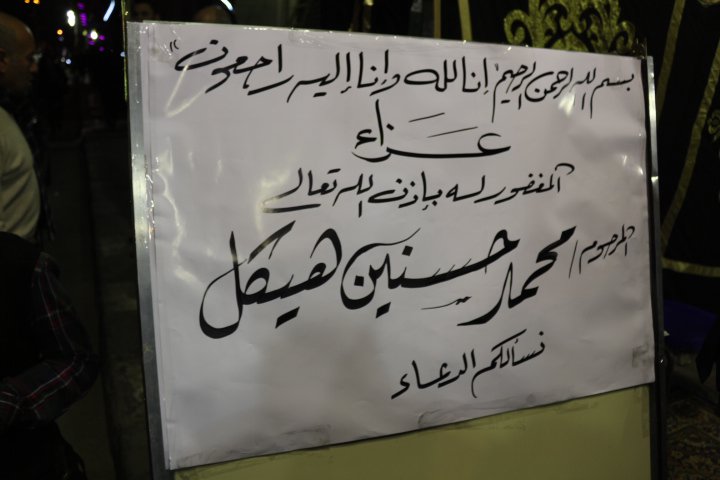 بسم الله الرحمن الرحيم "إنا لله وإنا إليه راجعون"
عزاء
المغفور له بإذن الله تعالى
المرحوم / محمد حسنين هيكل
نسألكم الدعاء